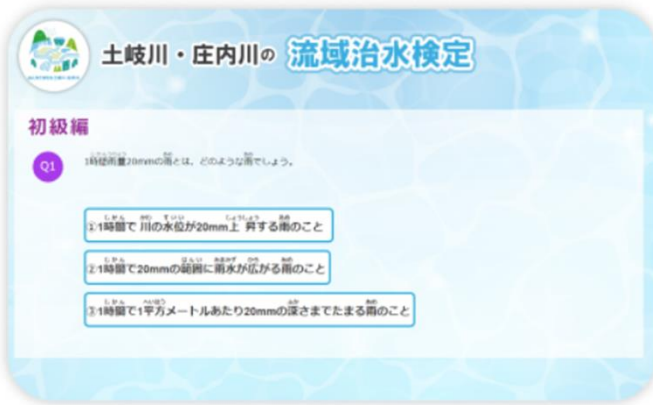 土岐川・庄内川の 流域治水検定
初級編
Q1
1時間雨量20mmの雨とは、どのような雨でしょう。
①1時間で 川の水位が20mm上 昇する雨のこと
②1時間で20mmの範囲に雨水が広がる雨のこと
③1時間で1平方メートルあたり20mmの深さまでたまる雨のこと